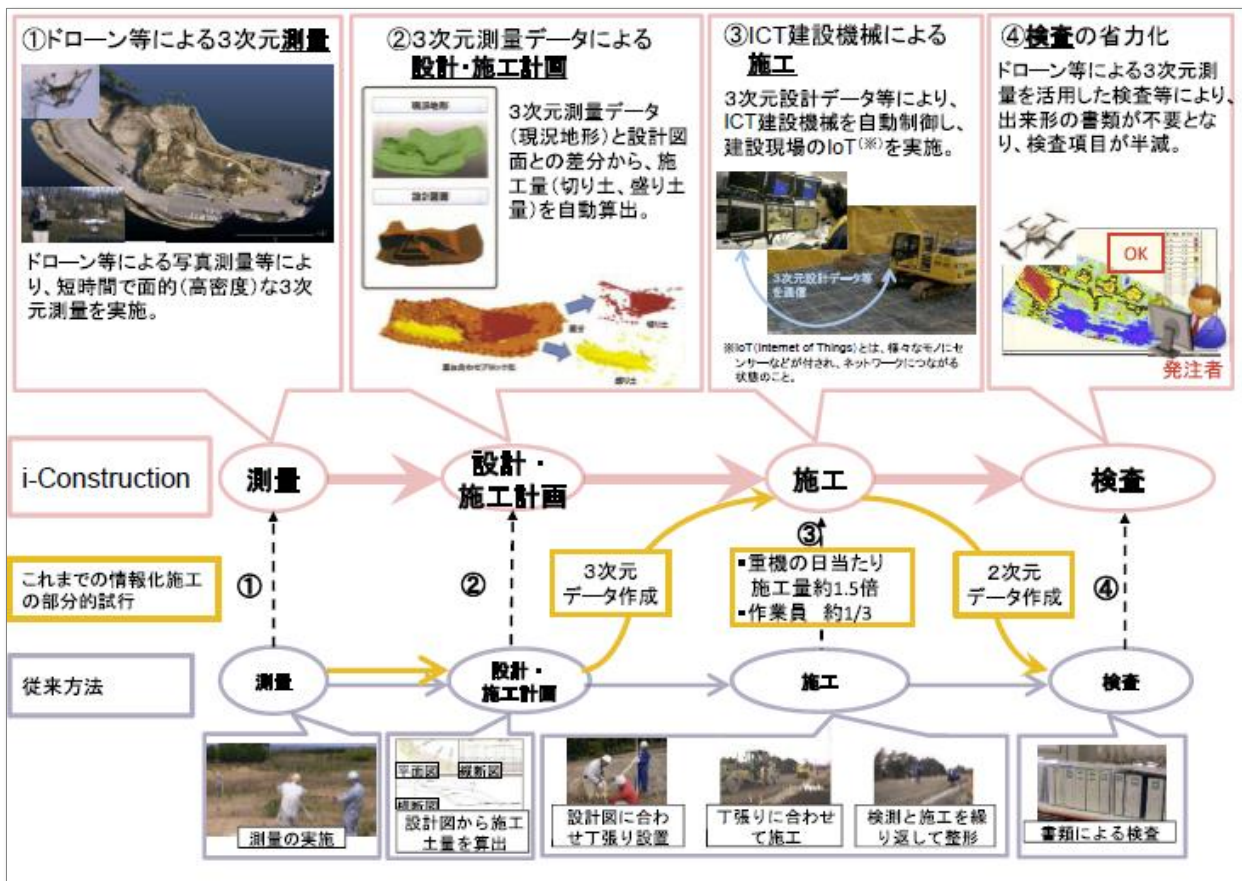 ①ドローン等による3次元測量
ドローン等による写真測量等によ
り、短時間で面的(高密度)な3次
元測量を実施。
②3次元測量データによる
設計・施工計画
現況地形
設計図面
3次元測量データ
(現況地形)と設計図
面との差分から、施
工量(切り土、盛り土
量)を自動算出。
差分
切り土
盛り土
③ICT建設機械による
施工
3次元設計データ等により、
ICT建設機械を自動制御し、
建設現場のIoT(※)を実施。
3次元設計データ等
を通信
※IoT(Internet of Things)とは、様々なモノにセ
ンサーなどが付され、ネットワークにつながる
状態のこと。
④検査の省力化
ドローン等による3次元測
量を活用した検査等により、
出来形の書類が不要とな
り、検査項目が半減。
OK
発注者
i-Construction
測量
設計・
施工計画
施工
検査
これまでの情報化施工
の部分的試行
①
②
3次元
データ作成
③
▪重機の日当たり
施工量約1.5倍
▪作業員 約1/3
2次元
データ作成
④
従来方法
測量
設計・
施工計画
施工
検査
測量の実施
平面図
縦断図
横断図
設計図から施工
土量を算出
設計図に合わ
せ丁張り設置
丁張りに合わせ
て施工
検測と施工を繰
り返して整形
書類による検査